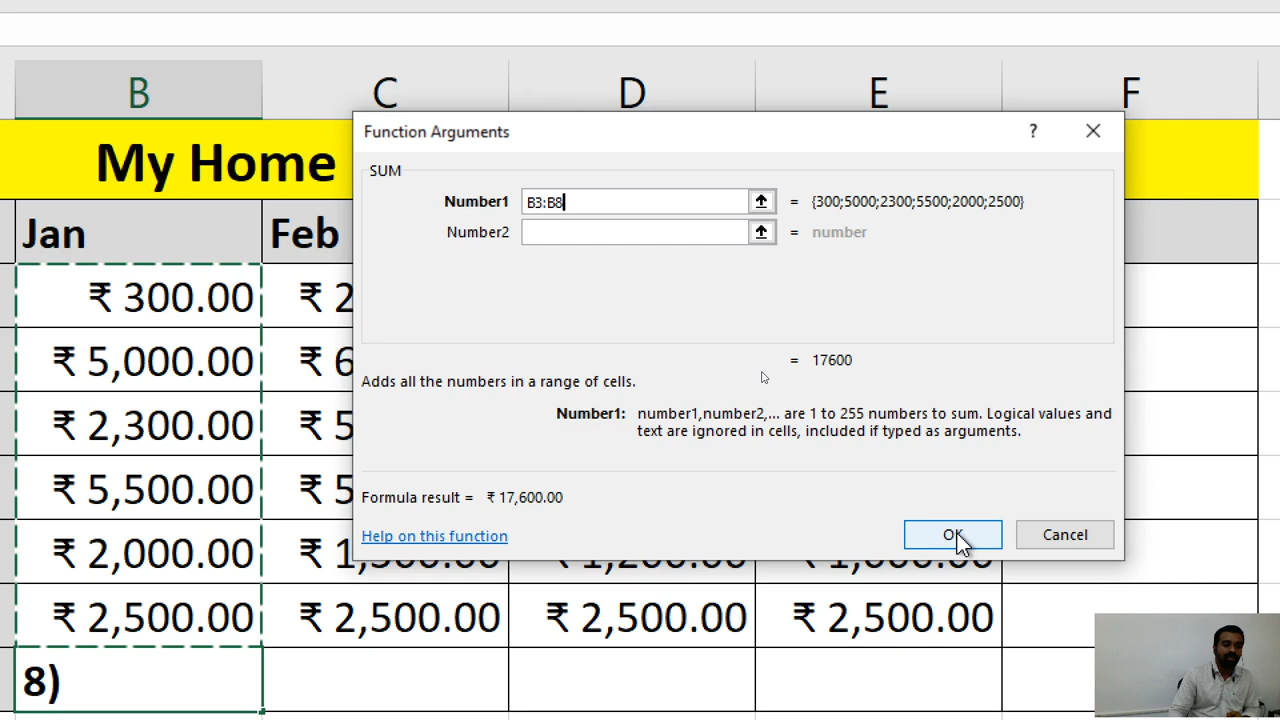 B C D E F
My Home
Function Arguments ? ×
SUM
Number1 B3:B8 = {300;5000;2300;5500;2000;2500}
Number2 = number
= 17600
Adds all the numbers in a range of cells.
Number1: number1,number2,... are 1 to 255 numbers to sum. Logical values and
text are ignored in cells, included if typed as arguments.
Formula result = ₹ 17,600.00
Help on this function OK Cancel
Jan Feb
₹ 300.00 ₹ 2
₹ 5,000.00 ₹ 6
₹ 2,300.00 ₹ 5
₹ 5,500.00 ₹ 5
₹ 2,000.00
₹ 2,500.00 ₹ 2,500.00 ₹ 2,500.00 ₹ 2,500.00
8)